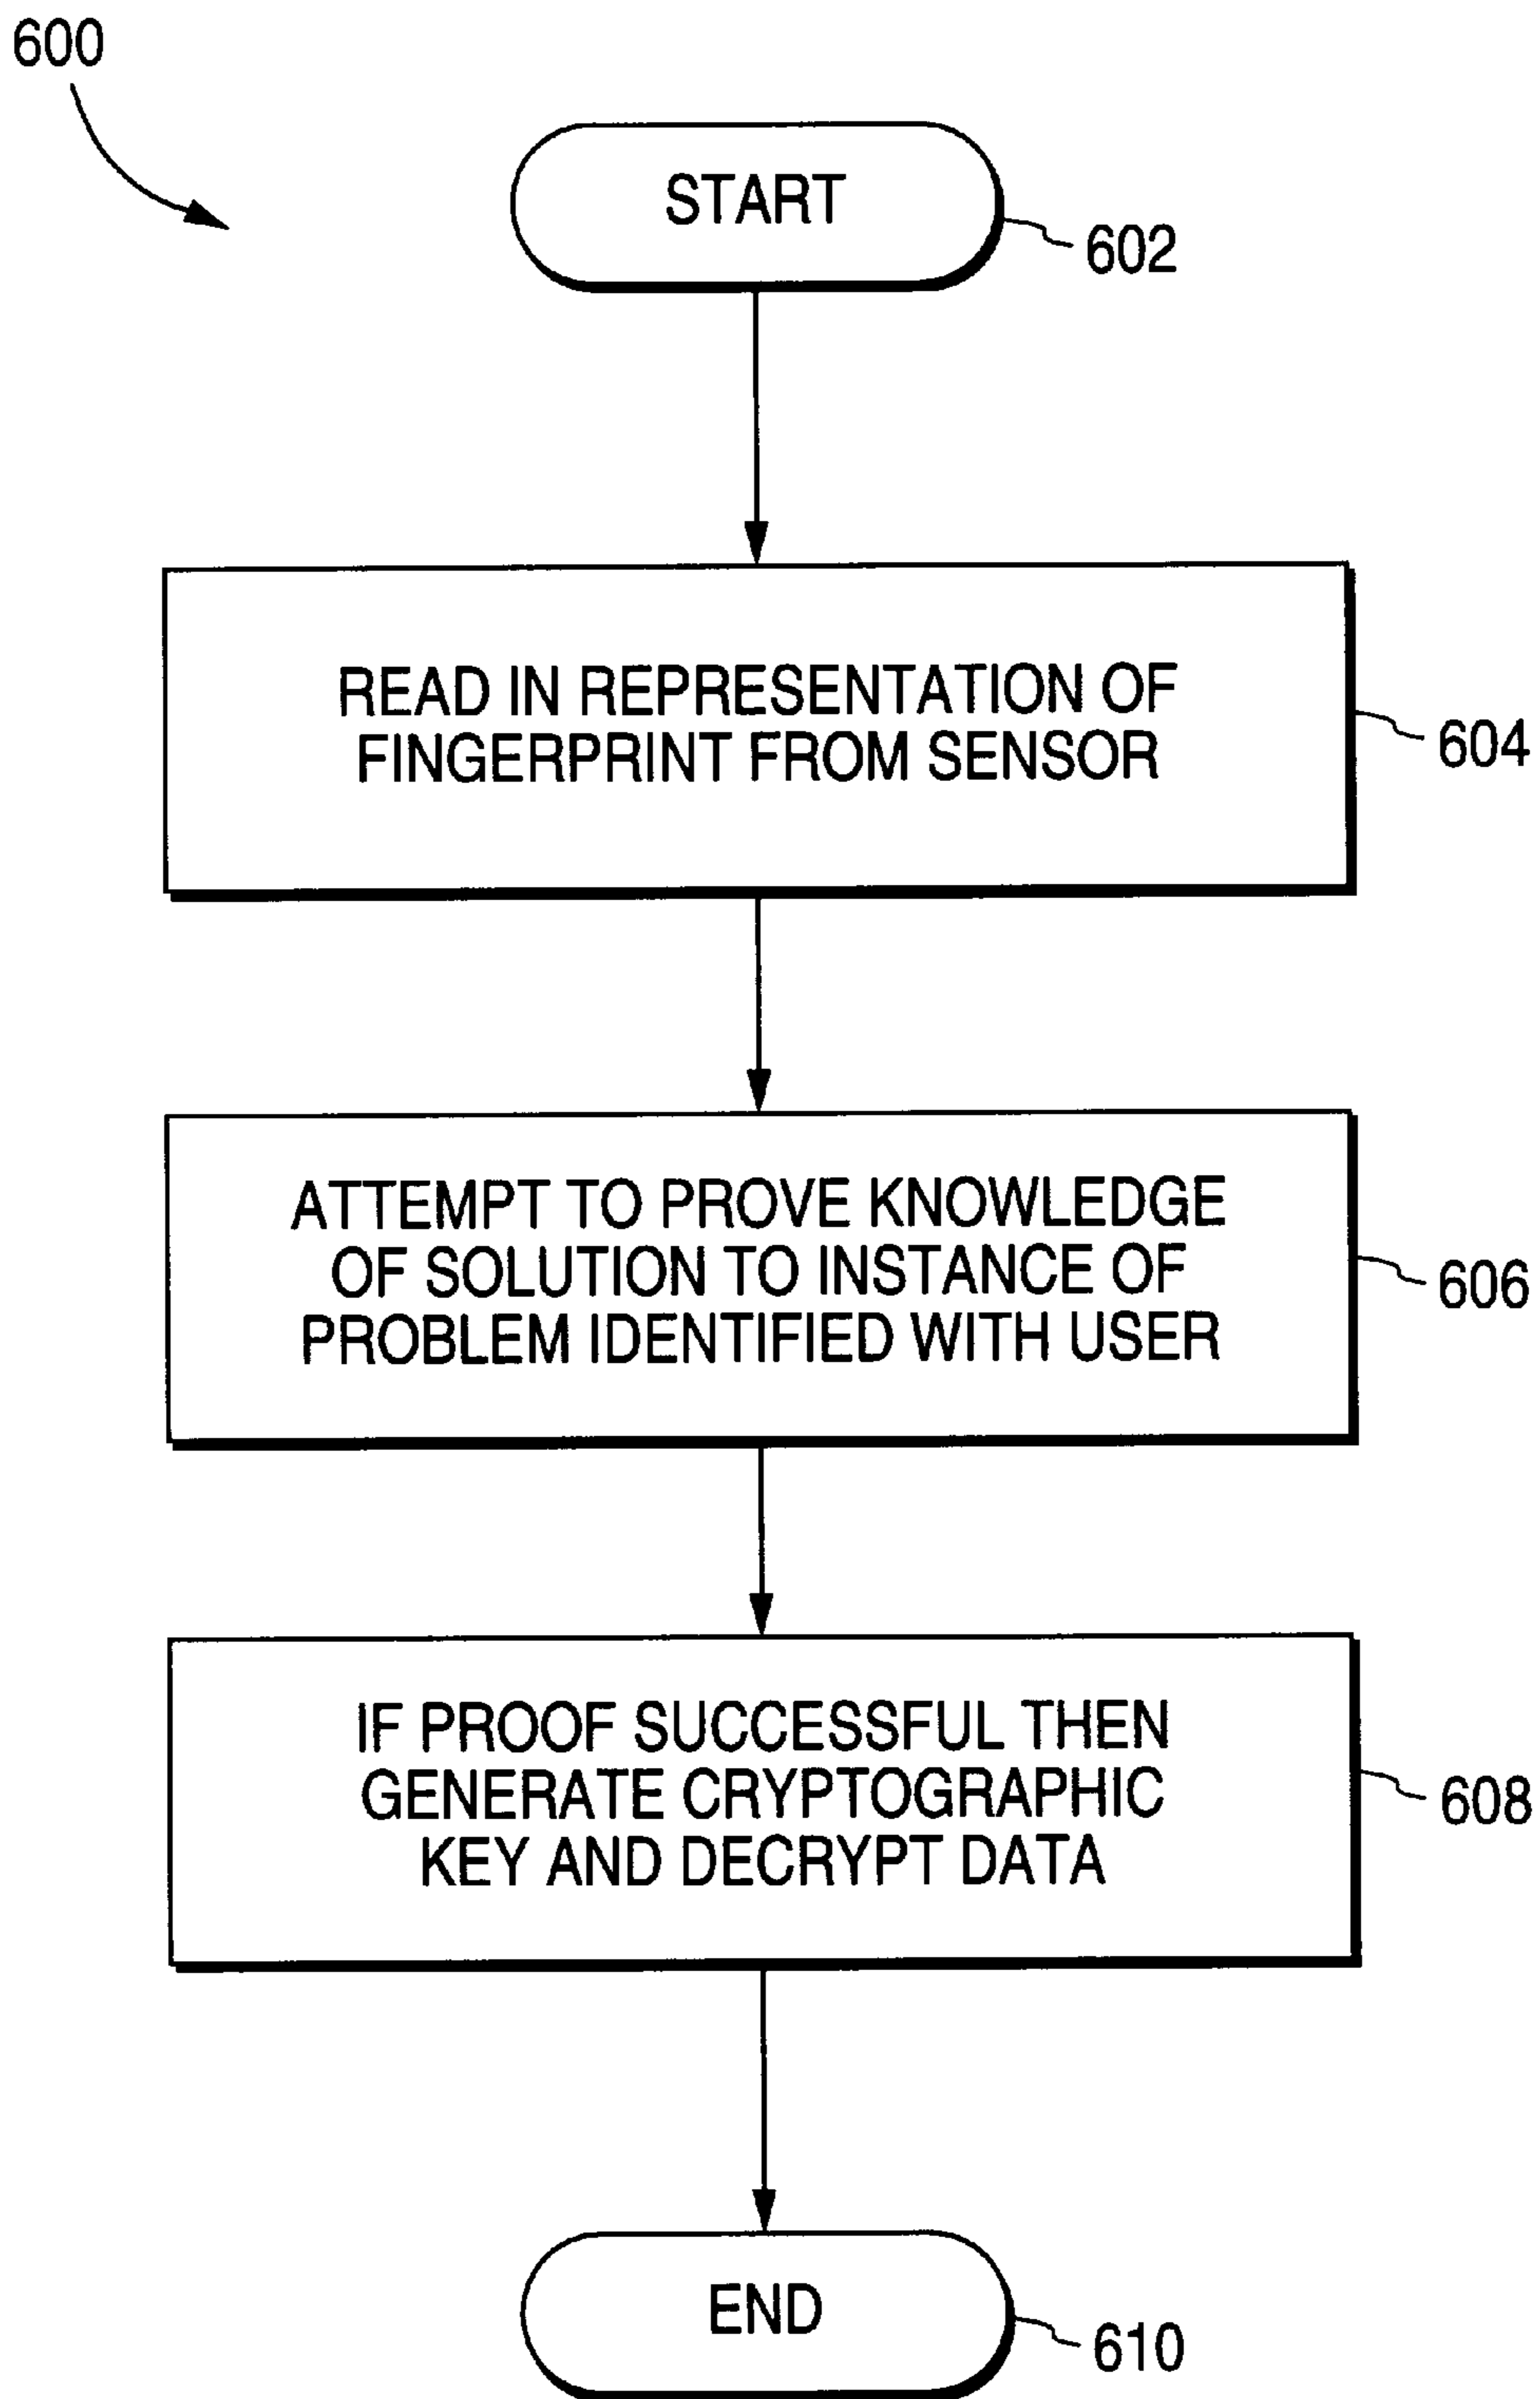 600
START
602
READ IN REPRESENTATION OF
FINGERPRINT FROM SENSOR
604
ATTEMPT TO PROVE KNOWLEDGE
OF SOLUTION TO INSTANCE OF
PROBLEM IDENTIFIED WITH USER
606
IF PROOF SUCCESSFUL THEN
GENERATE CRYPTOGRAPHIC
KEY AND DECRYPT DATA
608
END
610